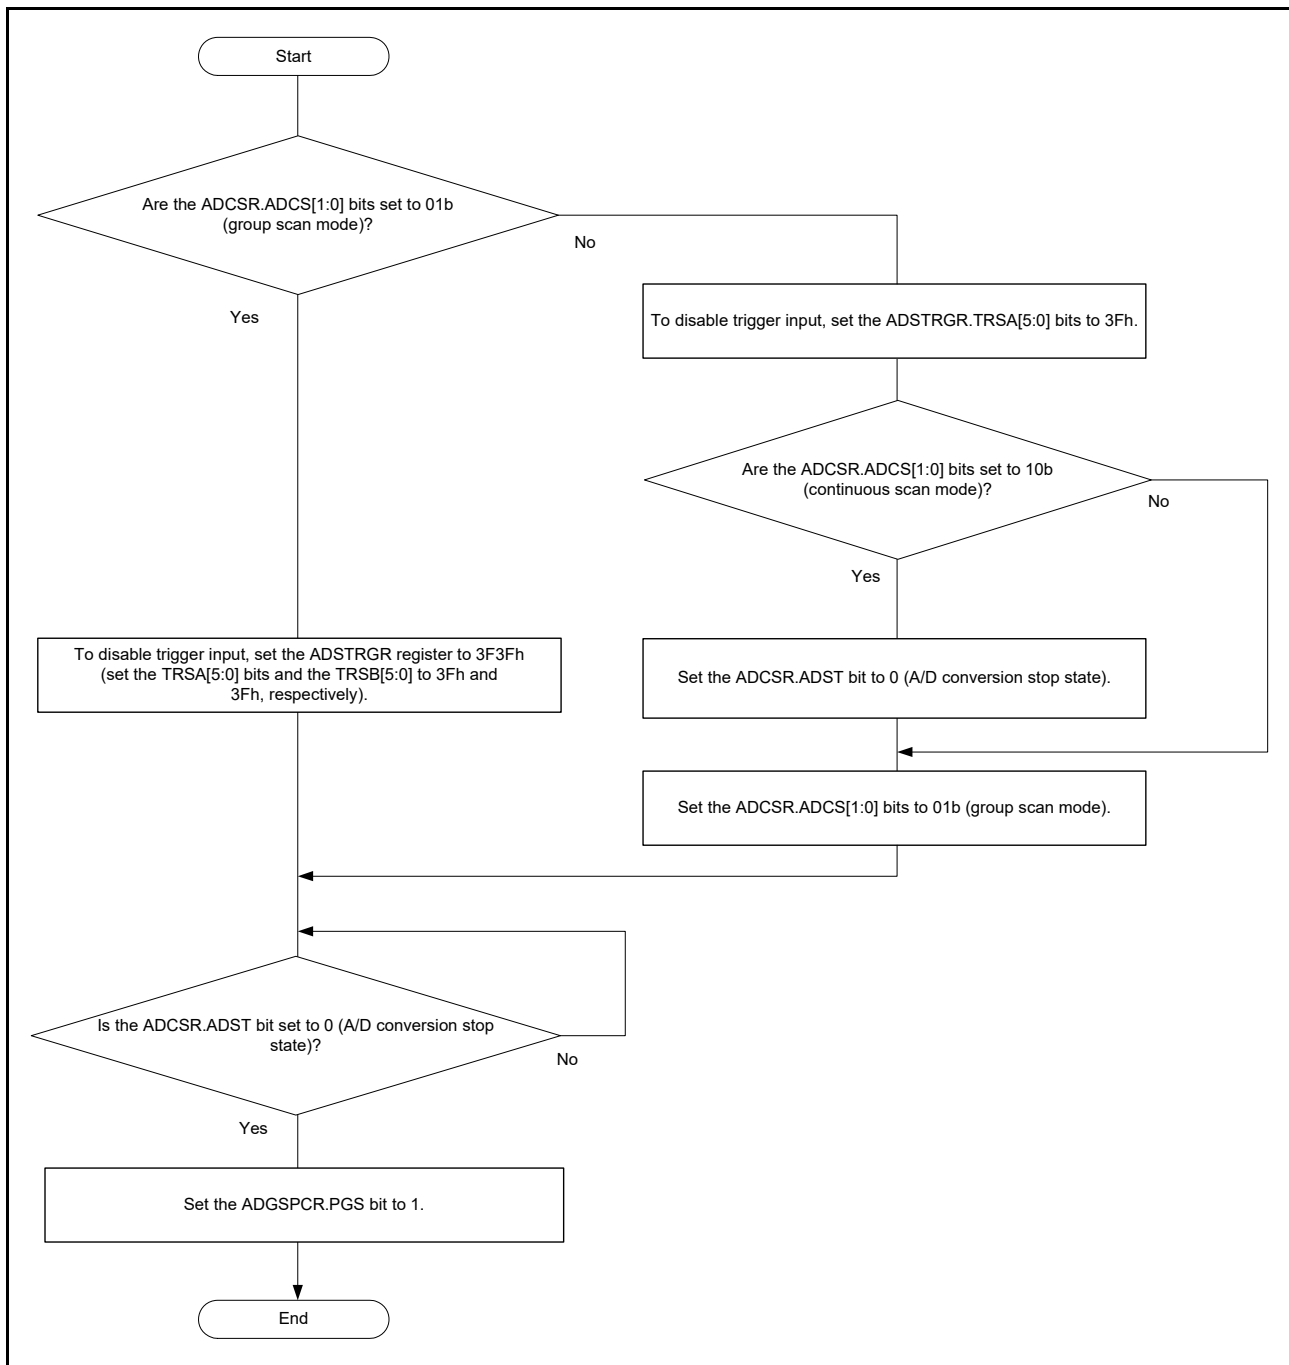 Start
Are the ADCSR.ADCS[1:0] bits set to 01b
(group scan mode)?
No
Yes
To disable trigger input, set the ADSTRGR.TRSA[5:0] bits to 3Fh.
Are the ADCSR.ADCS[1:0] bits set to 10b
(continuous scan mode)?
No
Yes
To disable trigger input, set the ADSTRGR register to 3F3Fh
(set the TRSA[5:0] bits and the TRSB[5:0] to 3Fh and
3Fh, respectively).
Set the ADCSR.ADST bit to 0 (A/D conversion stop state).
Set the ADCSR.ADCS[1:0] bits to 01b (group scan mode).
Is the ADCSR.ADST bit set to 0 (A/D conversion stop
state)?
No
Yes
Set the ADGSPCR.PGS bit to 1.
End